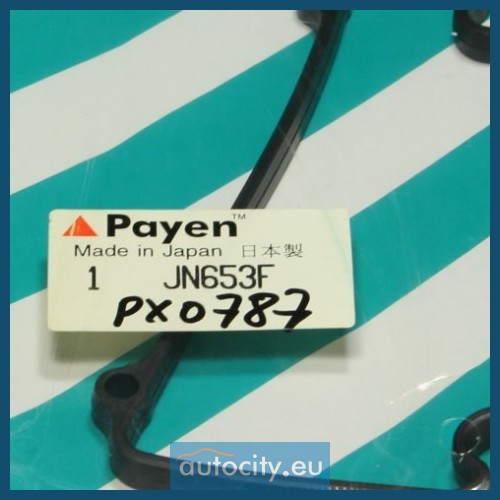 Payen™
Made in Japan 日本製
1 JN653F
PX0787
autocity.eu